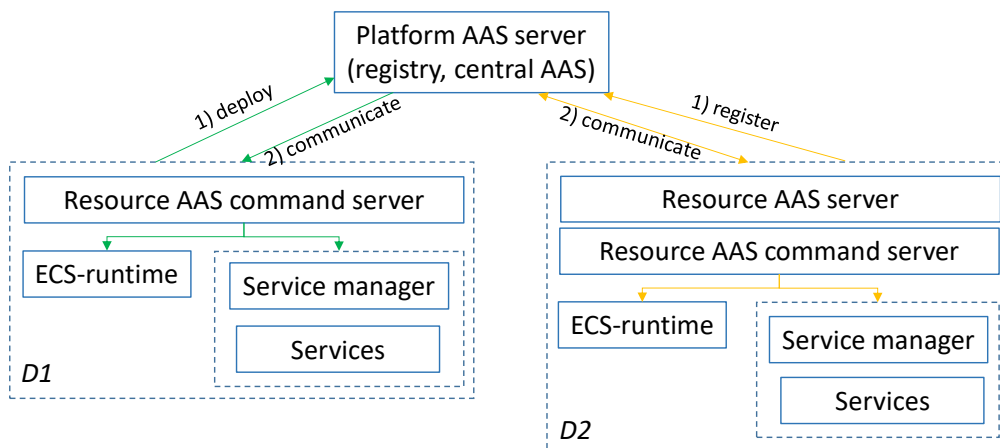 Platform AAS server
(registry, central AAS)
1) deploy
2) communicate
2) communicate
1) register
Resource AAS command server
ECS-runtime
Service manager
Services
D1
Resource AAS server
Resource AAS command server
ECS-runtime
Service manager
Services
D2